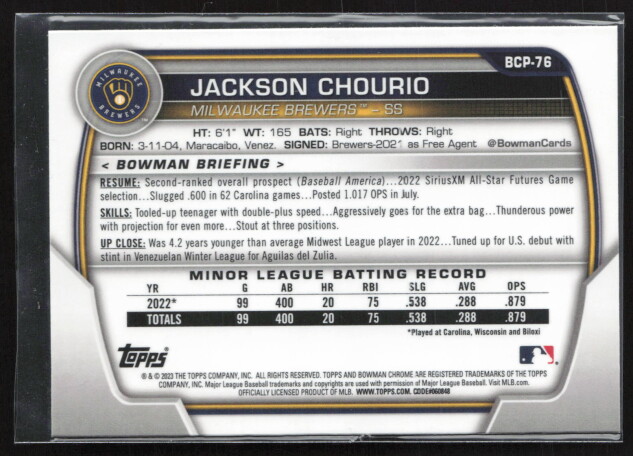 BCP-76
MILWAUKEE
BREWERS
JACKSON CHOURIO
MILWAUKEE BREWERS™ - SS
HT: 6'1" WT: 165 BATS: Right THROWS: Right
BORN: 3-11-04, Maracaibo, Venez. SIGNED: Brewers-2021 as Free Agent @BowmanCards
< BOWMAN BRIEFING >
RESUME: Second-ranked overall prospect (Baseball America)...2022 SiriusXM All-Star Futures Game
selection...Slugged .600 in 62 Carolina games...Posted 1.017 OPS in July.
SKILLS: Tooled-up teenager with double-plus speed...Aggressively goes for the extra bag...Thunderous power
with projection for even more...Stout at three positions.
UP CLOSE: Was 4.2 years younger than average Midwest League player in 2022...Tuned up for U.S. debut with
stint in Venezuelan Winter League for Aguilas del Zulia.
MINOR LEAGUE BATTING RECORD
YR G AB HR RBI SLG AVG OPS
2022* 99 400 20 75 .538 .288 .879
TOTALS 99 400 20 75 .538 .288 .879
*Played at Carolina, Wisconsin and Biloxi
Topps
® & © 2023 THE TOPPS COMPANY, INC. ALL RIGHTS RESERVED. TOPPS AND BOWMAN CHROME ARE REGISTERED TRADEMARKS OF THE TOPPS
COMPANY, INC. Major League Baseball trademarks and copyrights are used with permission of Major League Baseball. Visit MLB.com.
OFFICIALLY LICENSED PRODUCT OF MLB. WWW.TOPPS.COM. CODE#060848